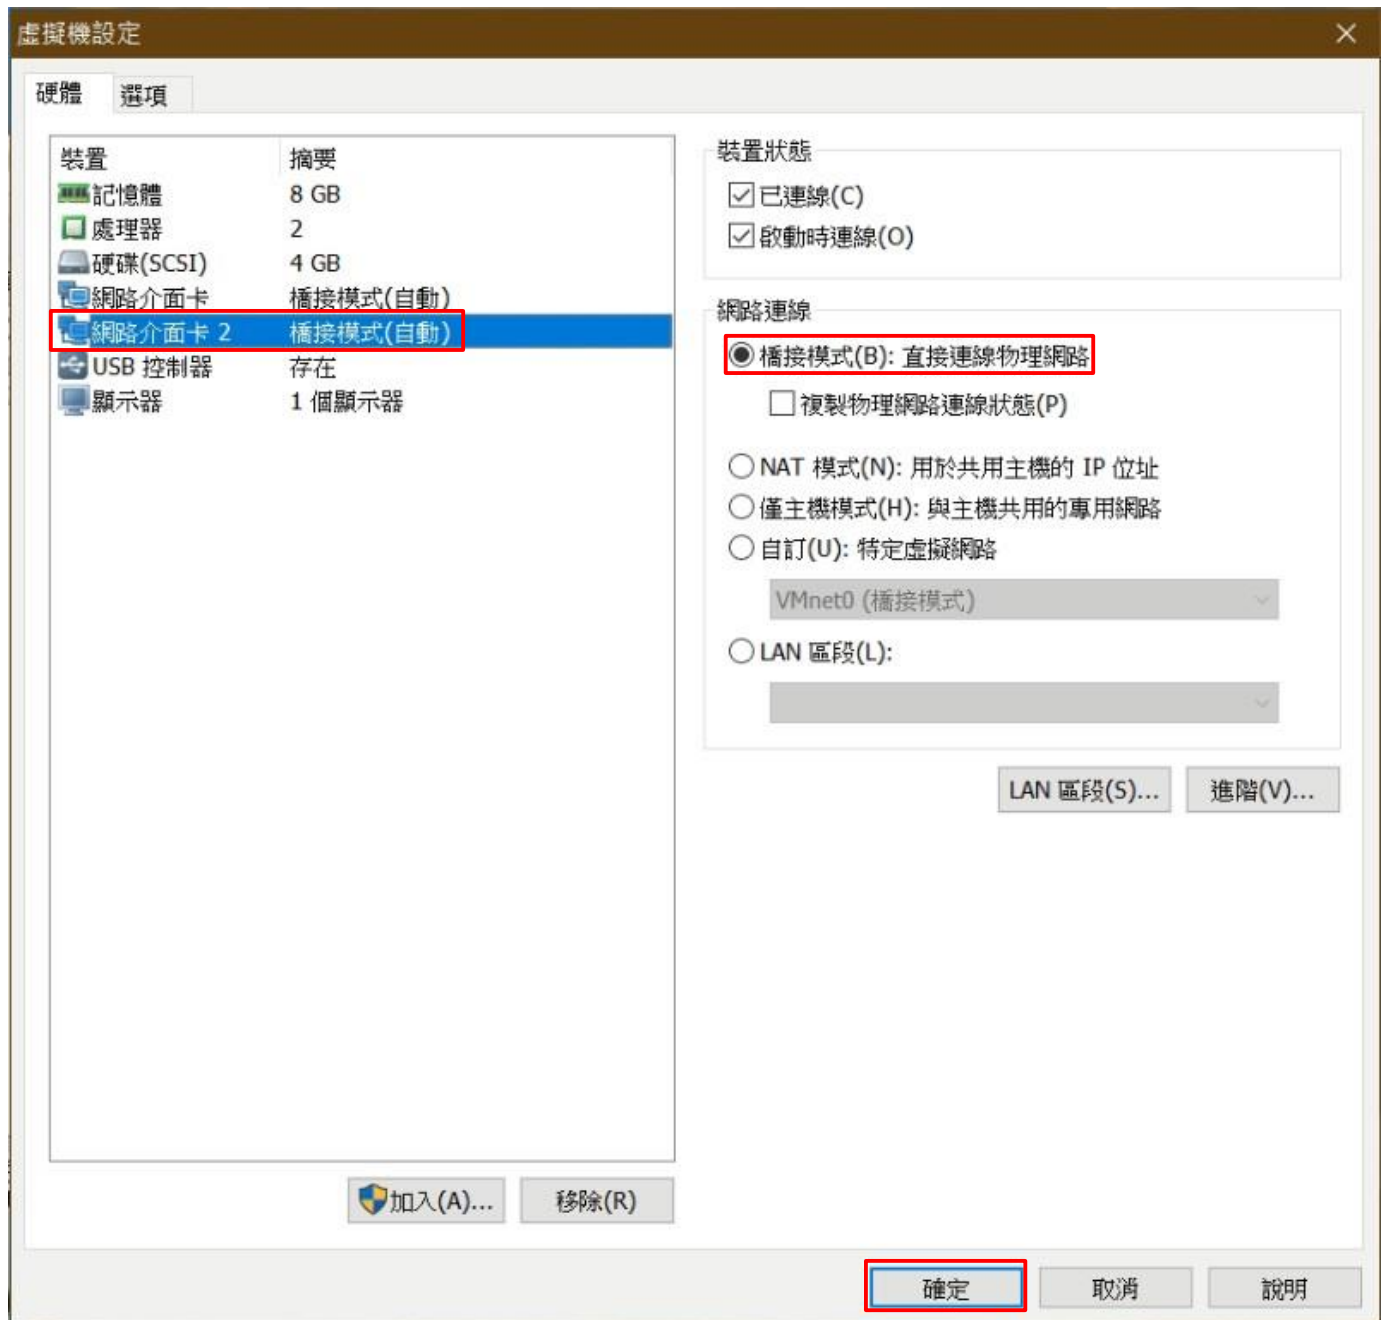 虛擬機設定
硬體 選項
裝置 摘要
記憶體 8 GB
處理器 2
硬碟(SCSI) 4 GB
網路介面卡 橋接模式(自動)
網路介面卡 2 橋接模式(自動)
USB 控制器 存在
顯示器 1 個顯示器
加入(A)... 移除(R)
裝置狀態
已連線(C)
啟動時連線(O)
網路連線
橋接模式(B): 直接連線物理網路
複製物理網路連線狀態(P)
NAT 模式(N): 用於共用主機的 IP 位址
僅主機模式(H): 與主機共用的專用網路
自訂(U): 特定虛擬網路
VMnet0 (橋接模式)
LAN 區段(L):
LAN 區段(S)... 進階(V)...
確定 取消 說明